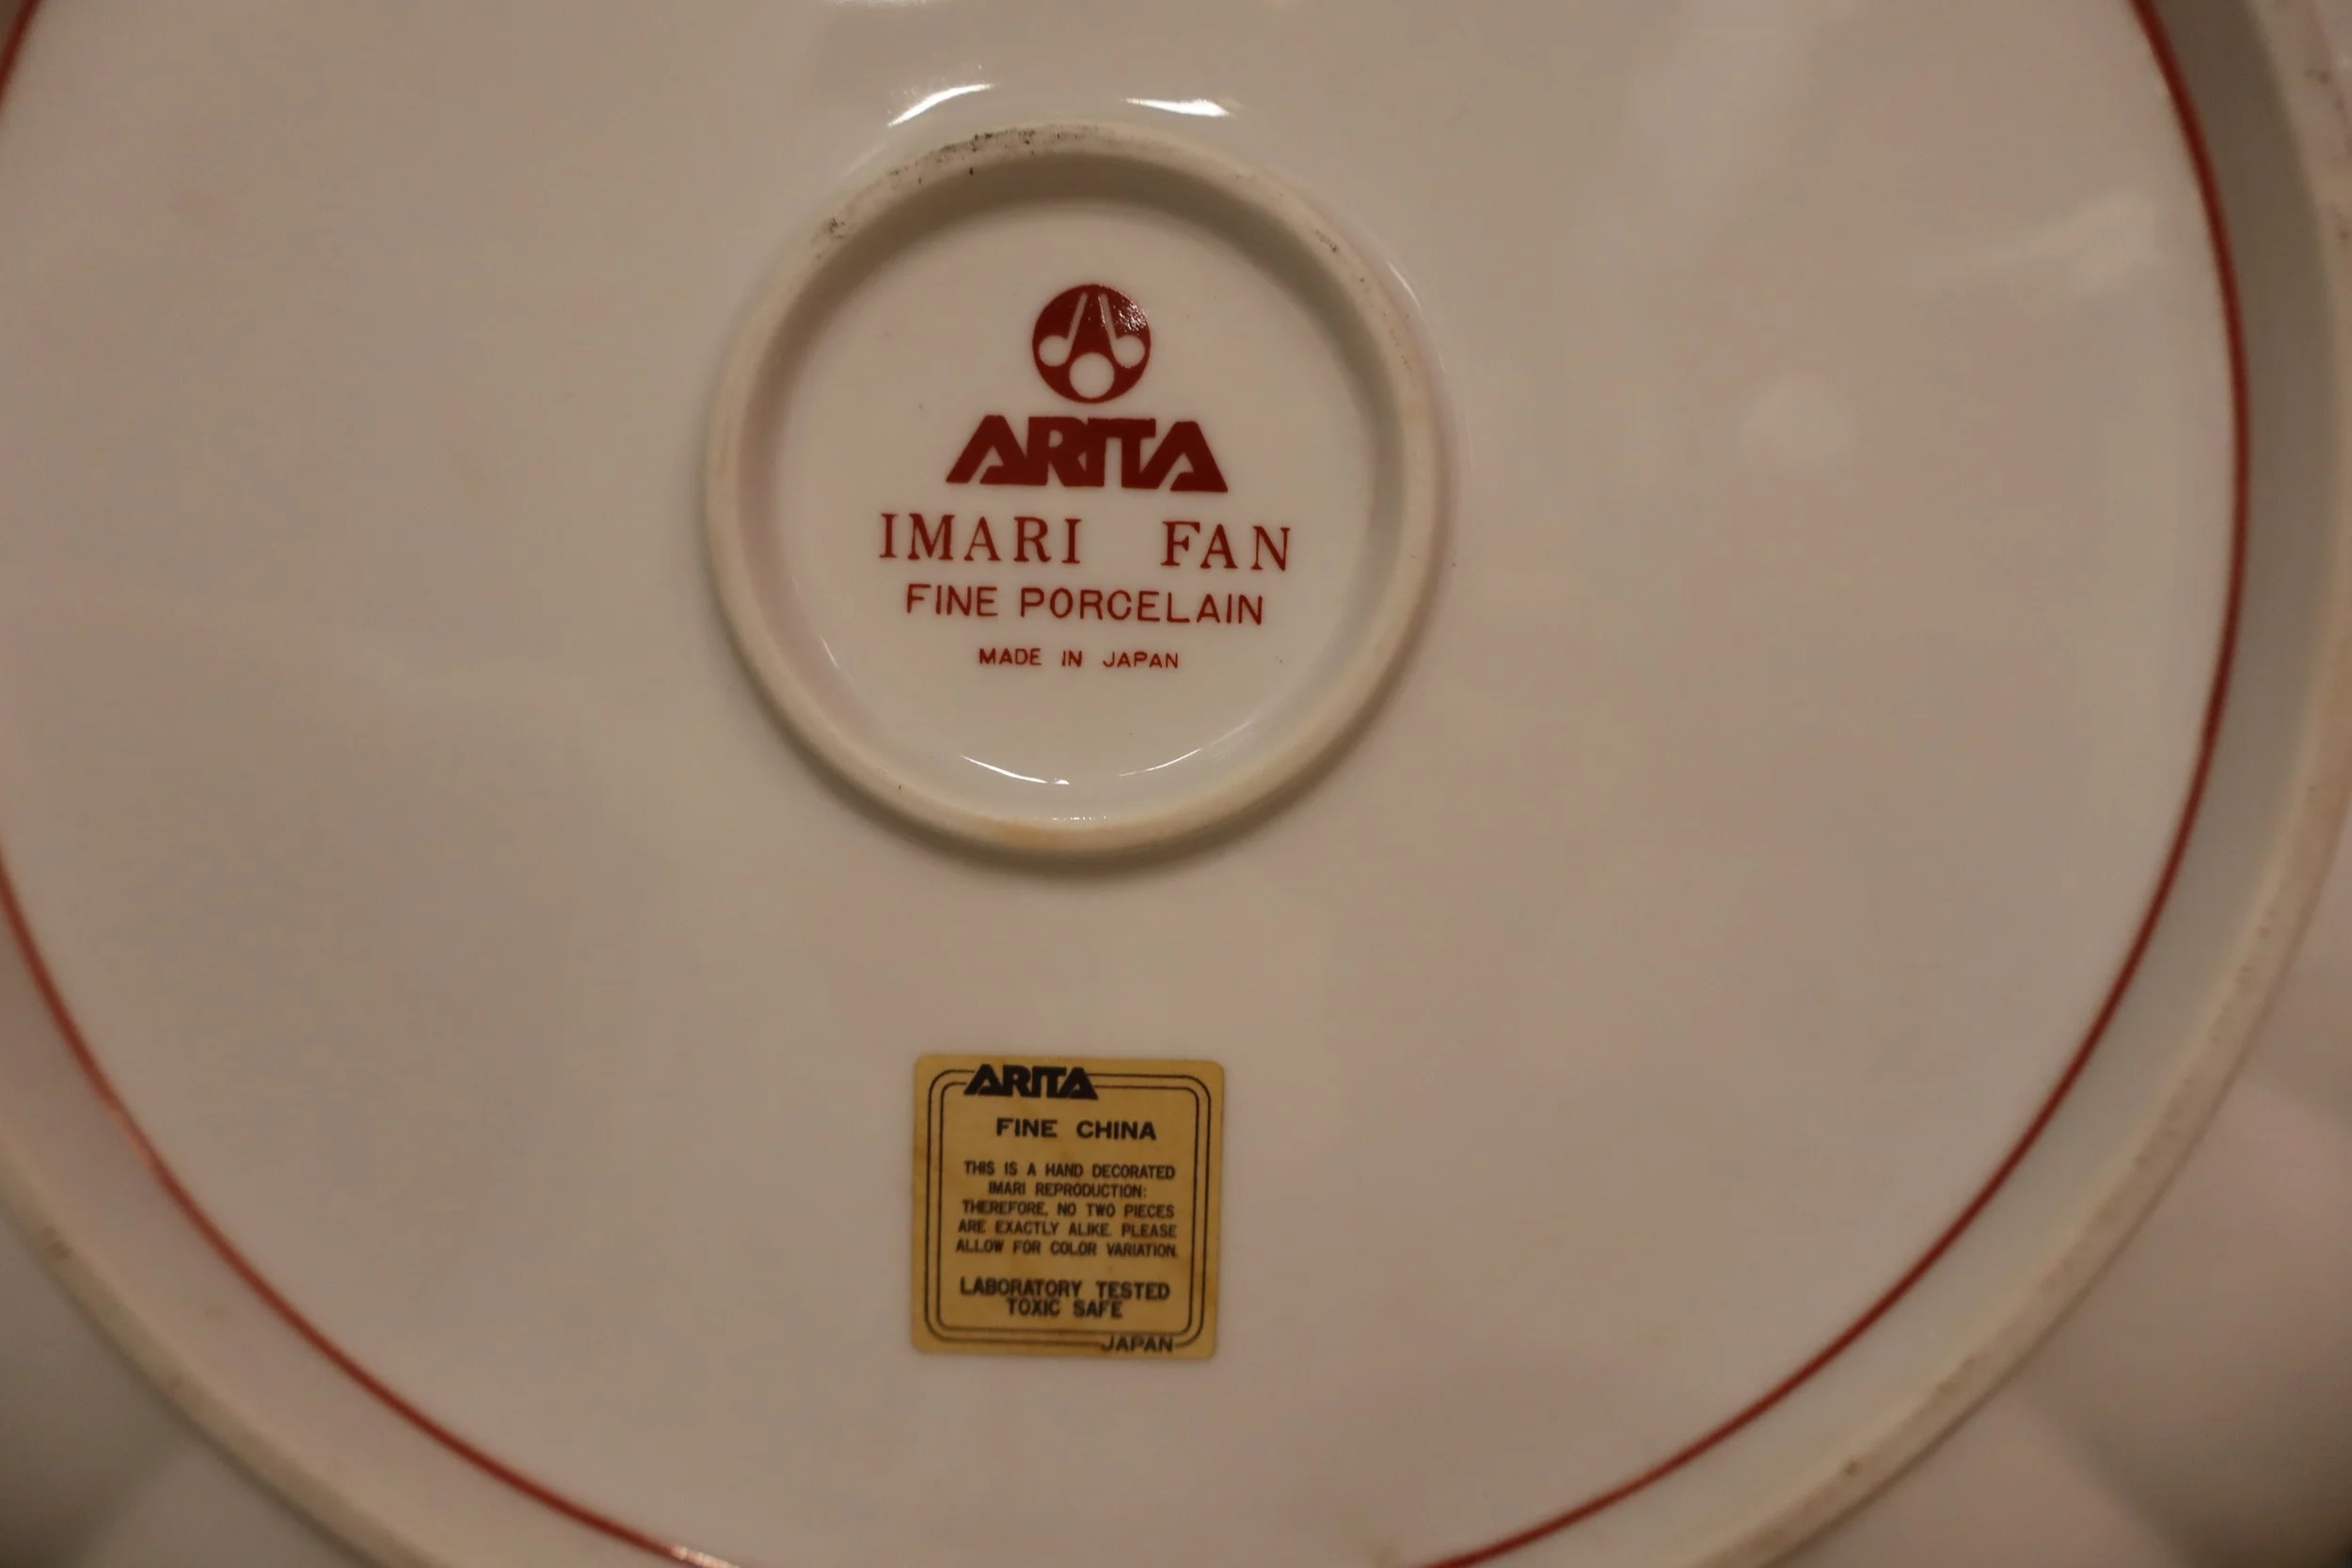 ARITA
IMARI FAN
FINE PORCELAIN
MADE IN JAPAN
ARITA
FINE CHINA
THIS IS A HAND DECORATED
IMARI REPRODUCTION:
THEREFORE, NO TWO PIECES
ARE EXACTLY ALIKE. PLEASE
ALLOW FOR COLOR VARIATION.
LABORATORY TESTED
TOXIC SAFE
JAPAN